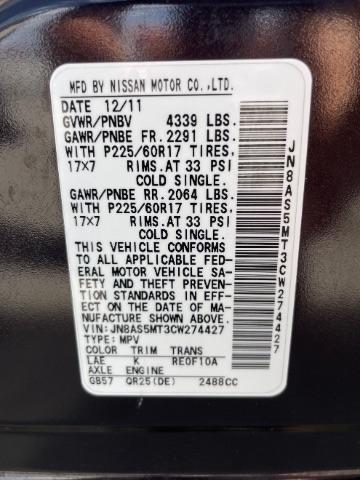 MFD BY NISSAN MOTOR CO.,LTD.
DATE 12/11
GVWR/PNBV 4339 LBS.
GAWR/PNBE FR.2291 LBS.
WITH P225/60R17 TIRES,
17X7 RIMS.AT 33 PSI
COLD SINGLE.
GAWR/PNBE RR.2064 LBS.
WITH P225/60R17 TIRES,
17X7 RIMS.AT 33 PSI
COLD SINGLE.
THIS VEHICLE CONFORMS
TO ALL APPLICABLE FED-
ERAL MOTOR VEHICLE SA-
FETY AND THEFT PREVENTION
STANDARDS IN EFFECT
ON THE DATE OF MA-
NUFACTURE SHOWN ABOVE.
VIN: JN8AS5MT3CW274427
TYPE: MPV
COLOR TRIM TRANS
LAE K RE0F10A
AXLE ENGINE
GB57 QR25(DE) 2488CC
JN8AS5MT3CW274427